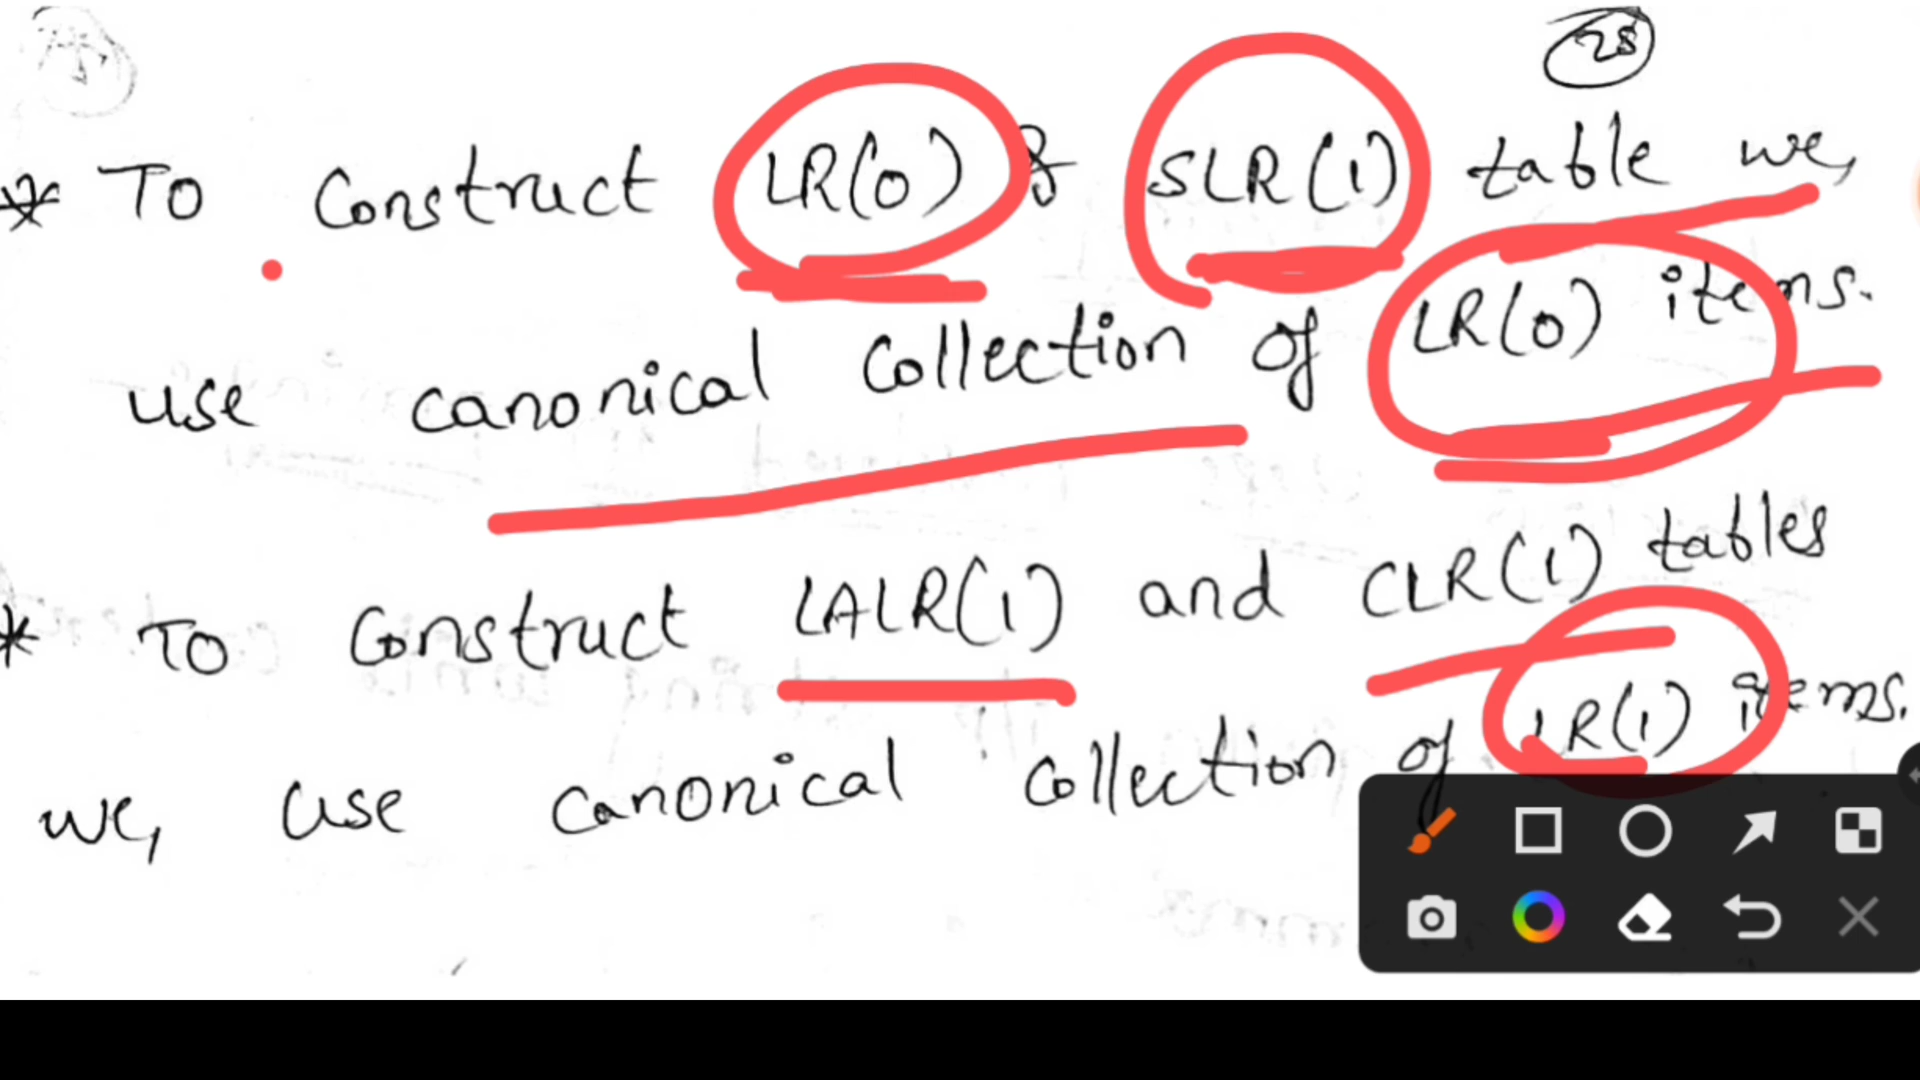 28
* To Construct LR(0) & SLR(1) table we,
use canonical collection of LR(0) items.
* To Construct LALR(1) and CLR(1) tables
we, use canonical collection of LR(1) items.